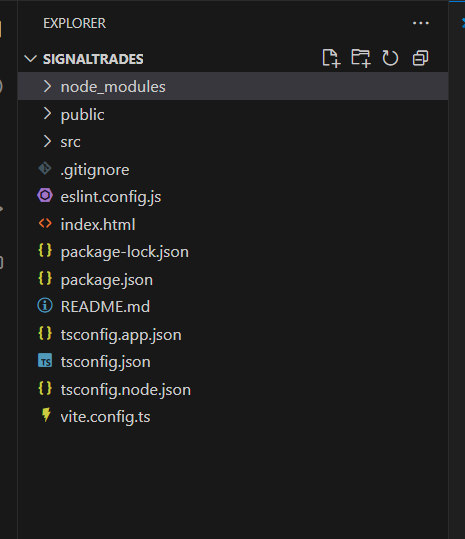 EXPLORER
SIGNALTRADES
node_modules
public
src
.gitignore
eslint.config.js
index.html
{} package-lock.json
{} package.json
README.md
{} tsconfig.app.json
TS tsconfig.json
{} tsconfig.node.json
vite.config.ts